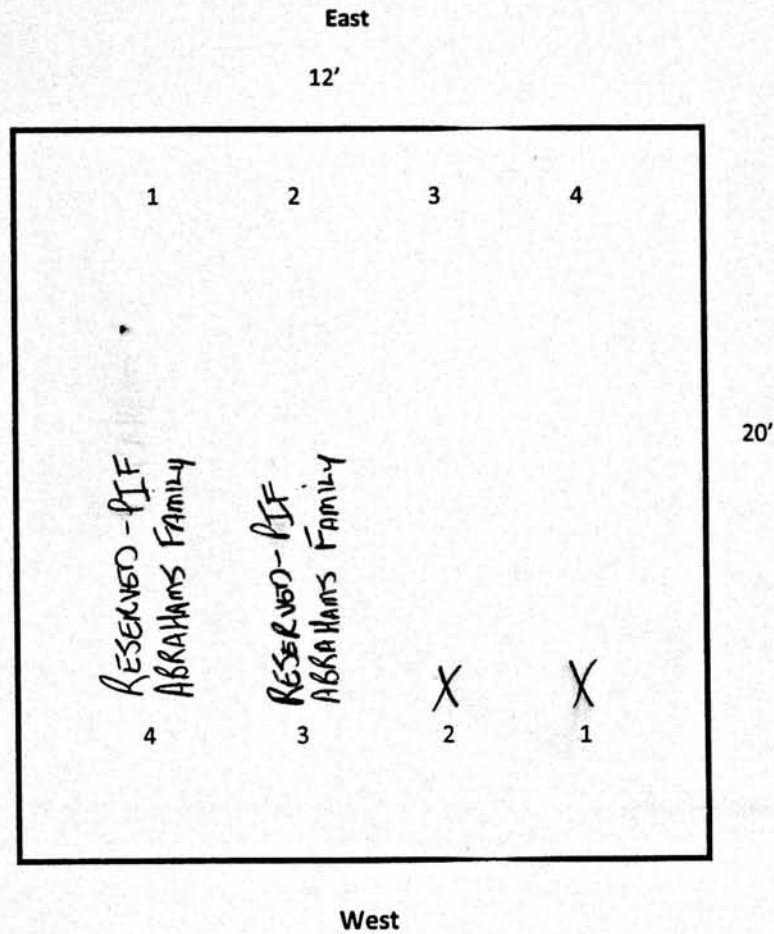 East
12'
1 2 3 4
20'
RESERVED - PIF
ABRAHAMS FAMILY
RESERVED - PIF
ABRAHAMS FAMILY
X X
4 3 2 1
West